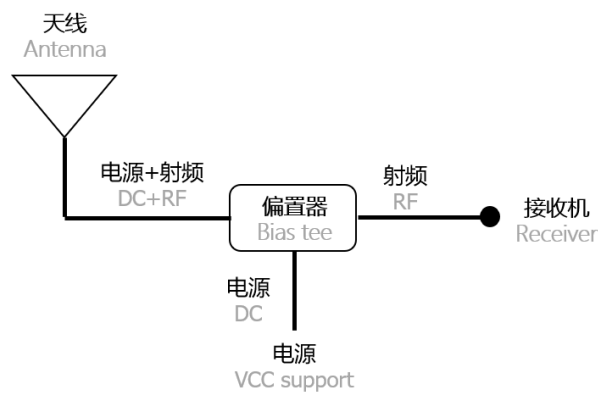 天线
Antenna
电源+射频
DC+RF
射频
RF
偏置器
Bias tee
接收机
Receiver
电源
DC
电源
VCC support